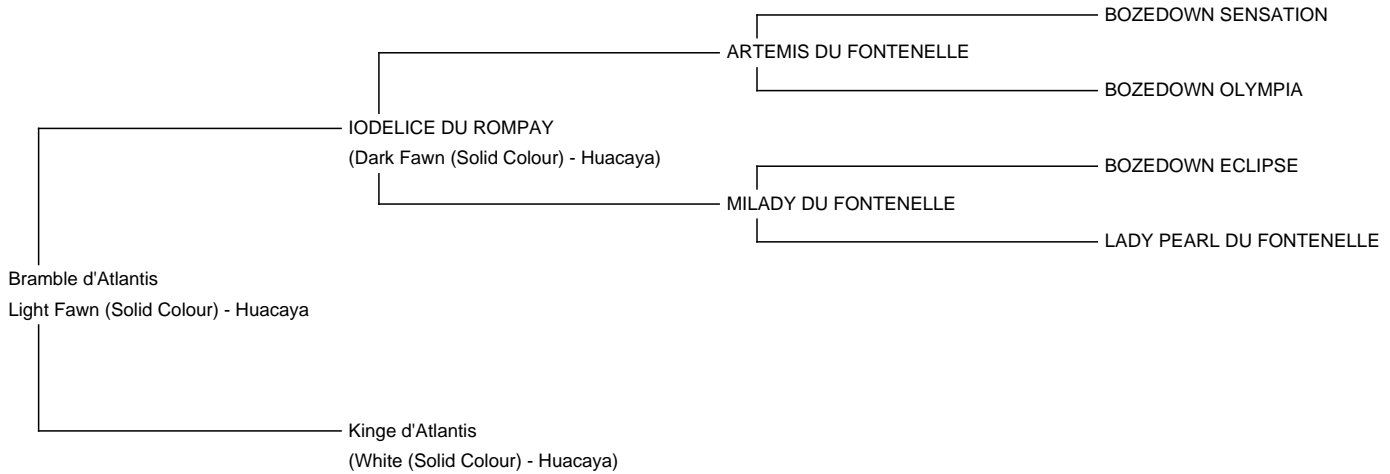 BOZEDOWN SENSATION
ARTEMIS DU FONTENELLE
BOZEDOWN OLYMPIA
IODELICE DU ROMPAY
(Dark Fawn (Solid Colour) - Huacaya)
BOZEDOWN ECLIPSE
MILADY DU FONTENELLE
LADY PEARL DU FONTENELLE
Bramble d'Atlantis
Light Fawn (Solid Colour) - Huacaya
Kinge d'Atlantis
(White (Solid Colour) - Huacaya)